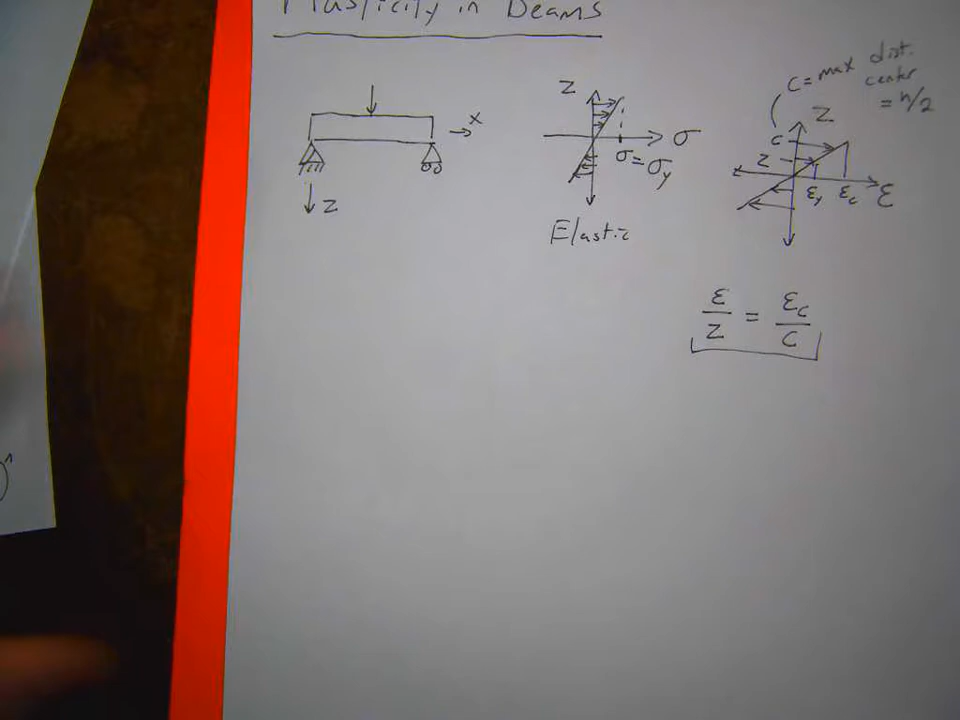 Plasticity in Beams
x
z
z
σ
σ = σy
Elastic
c = max dist.
center
= h/2
z
c
z
εy
εc
ε
ε/z = εc/c